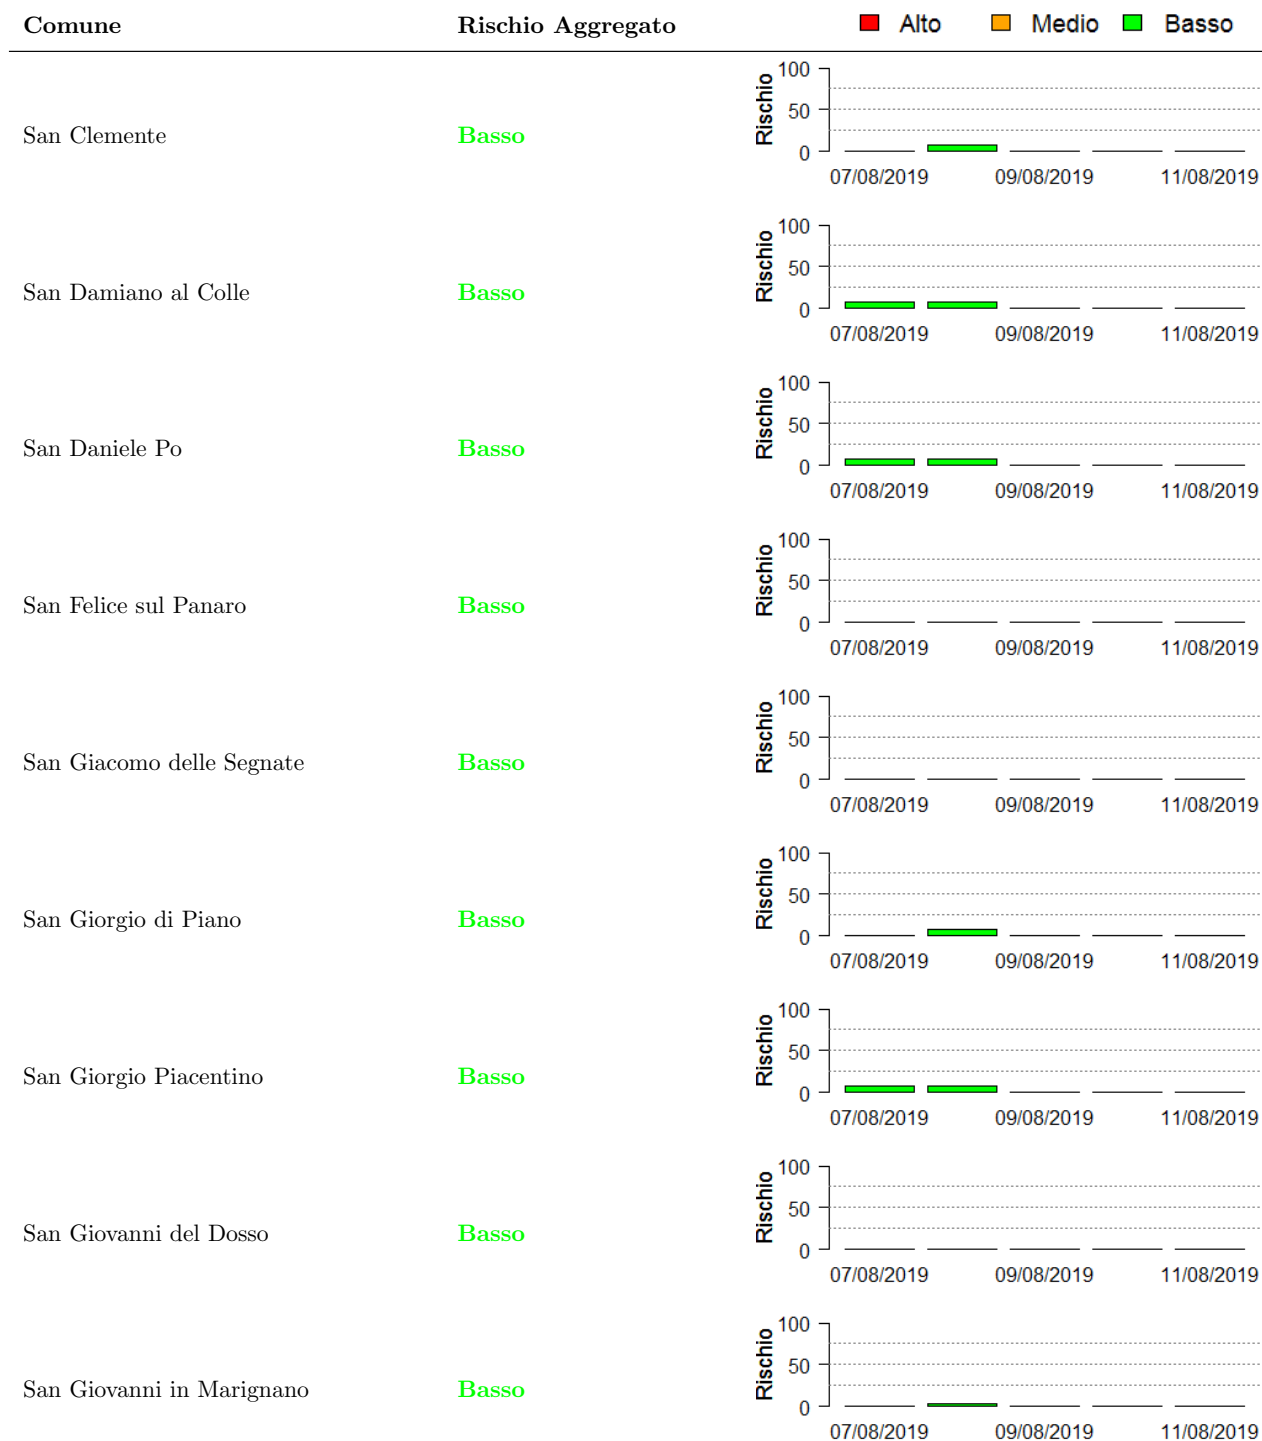 Comune Rischio Aggregato Alto Medio Basso
100
50
0
Rischio
San Clemente Basso
07/08/2019 09/08/2019 11/08/2019
100
50
0
Rischio
San Damiano al Colle Basso
07/08/2019 09/08/2019 11/08/2019
100
50
0
Rischio
San Daniele Po Basso
07/08/2019 09/08/2019 11/08/2019
100
50
0
Rischio
San Felice sul Panaro Basso
07/08/2019 09/08/2019 11/08/2019
100
50
0
Rischio
San Giacomo delle Segnate Basso
07/08/2019 09/08/2019 11/08/2019
100
50
0
Rischio
San Giorgio di Piano Basso
07/08/2019 09/08/2019 11/08/2019
100
50
0
Rischio
San Giorgio Piacentino Basso
07/08/2019 09/08/2019 11/08/2019
100
50
0
Rischio
San Giovanni del Dosso Basso
07/08/2019 09/08/2019 11/08/2019
100
50
0
Rischio
San Giovanni in Marignano Basso
07/08/2019 09/08/2019 11/08/2019